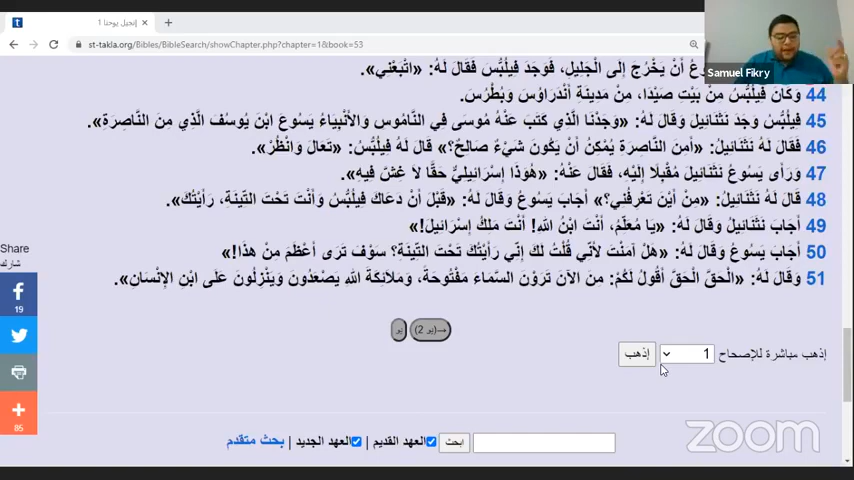 إنجيل يوحنا 1
st-takla.org/Bibles/BibleSearch/showChapter.php?chapter=1&book=53
Samuel Fikry
أَنْ يَخْرُجَ إِلَى الْجَلِيلِ، فَوَجَدَ فِيلُبُّسَ فَقَالَ لَهُ: «اتْبَعْنِي».
44 وَكَانَ فِيلُبُّسُ مِنْ بَيْتِ صَيْدَا، مِنْ مَدِينَةِ أَنْدَرَاوُسَ وَبُطْرُسَ.
45 فِيلُبُّسُ وَجَدَ نَثَنَائِيلَ وَقَالَ لَهُ: «وَجَدْنَا الَّذِي كَتَبَ عَنْهُ مُوسَى فِي النَّامُوسِ وَالأَنْبِيَاءُ يَسُوعَ ابْنَ يُوسُفَ الَّذِي مِنَ النَّاصِرَةِ».
46 فَقَالَ لَهُ نَثَنَائِيلُ: «أَمِنَ النَّاصِرَةِ يُمْكِنُ أَنْ يَكُونَ شَيْءٌ صَالِحٌ؟» قَالَ لَهُ فِيلُبُّسُ: «تَعَالَ وَانْظُرْ».
47 وَرَأَى يَسُوعُ نَثَنَائِيلَ مُقْبِلًا إِلَيْهِ، فَقَالَ عَنْهُ: «هُوَذَا إِسْرَائِيلِيٌّ حَقًّا لاَ غِشَّ فِيهِ».
48 قَالَ لَهُ نَثَنَائِيلُ: «مِنْ أَيْنَ تَعْرِفُنِي؟» أَجَابَ يَسُوعُ وَقَالَ لَهُ: «قَبْلَ أَنْ دَعَاكَ فِيلُبُّسُ وَأَنْتَ تَحْتَ التِّينَةِ، رَأَيْتُكَ».
49 أَجَابَ نَثَنَائِيلُ وَقَالَ لَهُ: «يَا مُعَلِّمُ، أَنْتَ ابْنُ اللهِ! أَنْتَ مَلِكُ إِسْرَائِيلَ!»
50 أَجَابَ يَسُوعُ وَقَالَ لَهُ: «هَلْ آمَنْتَ لأَنِّي قُلْتُ لَكَ إِنِّي رَأَيْتُكَ تَحْتَ التِّينَةِ؟ سَوْفَ تَرَى أَعْظَمَ مِنْ هذَا!»
51 وَقَالَ لَهُ: «الْحَقَّ الْحَقَّ أَقُولُ لَكُمْ: مِنَ الآنَ تَرَوْنَ السَّمَاءَ مَفْتُوحَةً، وَمَلاَئِكَةَ اللهِ يَصْعَدُونَ وَيَنْزِلُونَ عَلَى ابْنِ الإِنْسَانِ».
Share
شارك
19
85
→(ير 2) ير
إذهب مباشرة للإصحاح 1 إذهب
ابحث العهد القديم | العهد الجديد | بحث متقدم
zoom